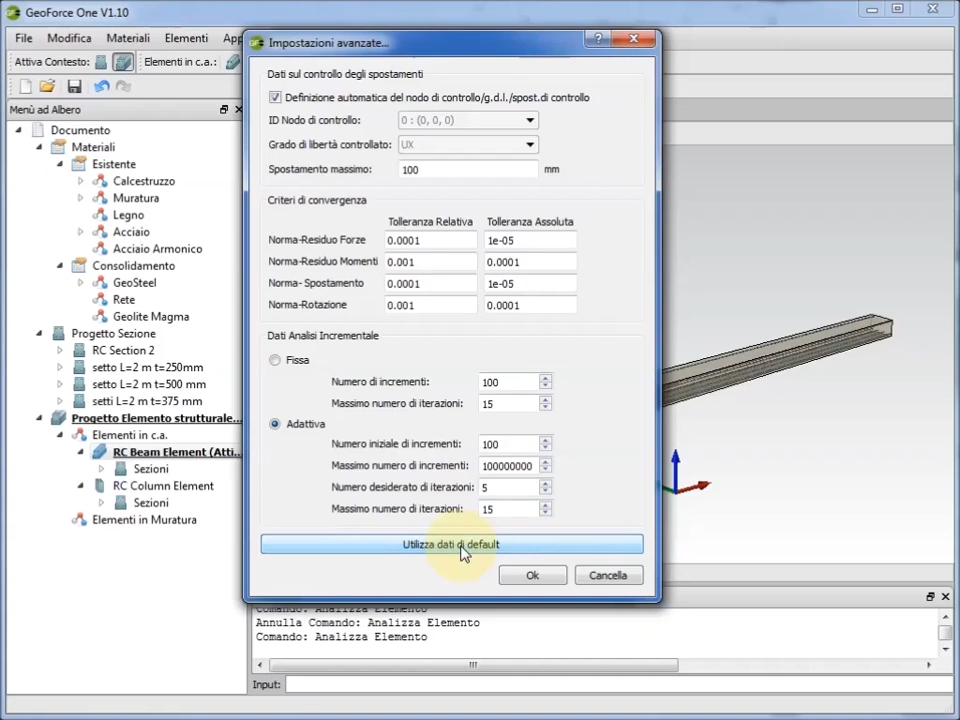 GeoForce One V1.10
File Modifica Materiali Elementi App
Attiva Contesto: Elementi in c.a.:
Menù ad Albero
Documento
Materiali
Esistente
Calcestruzzo
Muratura
Legno
Acciaio
Acciaio Armonico
Consolidamento
GeoSteel
Rete
Geolite Magma
Progetto Sezione
RC Section 2
setto L=2 m t=250mm
setto L=2 m t=500 mm
setti L=2 m t=375 mm
Progetto Elemento strutturale...
Elementi in c.a.
RC Beam Element (Atti...
Sezioni
RC Column Element
Sezioni
Elementi in Muratura
Impostazioni avanzate...
Dati sul controllo degli spostamenti
Definizione automatica del nodo di controllo/g.d.l./spost.di controllo
ID Nodo di controllo: 0 : (0, 0, 0)
Grado di libertà controllato: UX
Spostamento massimo: 100 mm
Criteri di convergenza
Tolleranza Relativa Tolleranza Assoluta
Norma-Residuo Forze 0.0001 1e-05
Norma-Residuo Momenti 0.001 0.0001
Norma- Spostamento 0.0001 1e-05
Norma-Rotazione 0.001 0.0001
Dati Analisi Incrementale
Fissa
Numero di incrementi: 100
Massimo numero di iterazioni: 15
Adattiva
Numero iniziale di incrementi: 100
Massimo numero di incrementi: 100000000
Numero desiderato di iterazioni: 5
Massimo numero di iterazioni: 15
Utilizza dati di default
Ok Cancella
Comando: Analizza Elemento
Annulla Comando: Analizza Elemento
Comando: Analizza Elemento
Input: